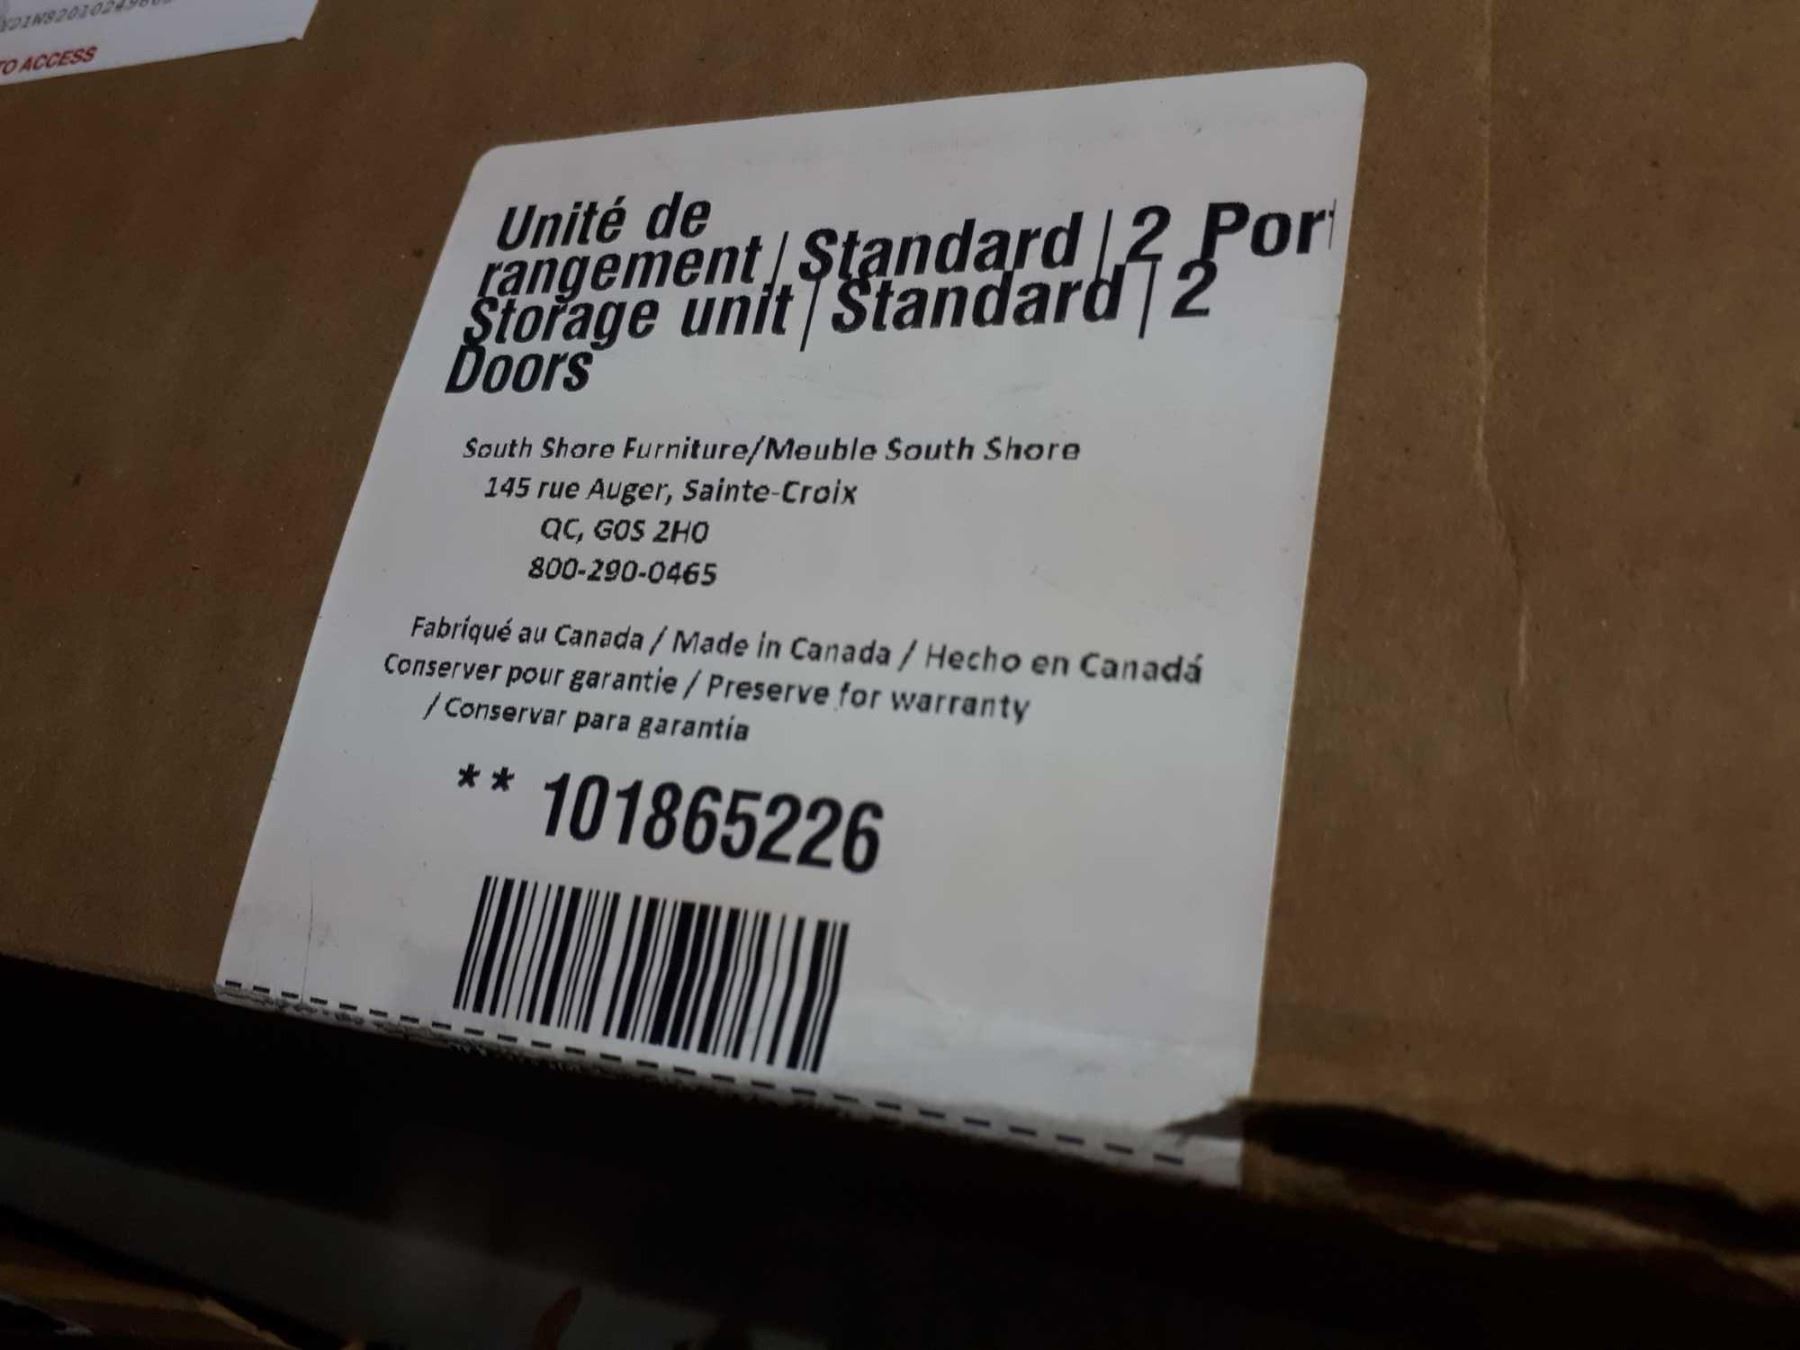 TO ACCESS
Unité de
rangement | Standard | 2 Por
Storage unit | Standard | 2
Doors
South Shore Furniture/Meuble South Shore
145 rue Auger, Sainte-Croix
QC, G0S 2H0
800-290-0465
Fabriqué au Canada / Made in Canada / Hecho en Canadá
Conserver pour garantie / Preserve for warranty
/ Conservar para garantía
** 101865226